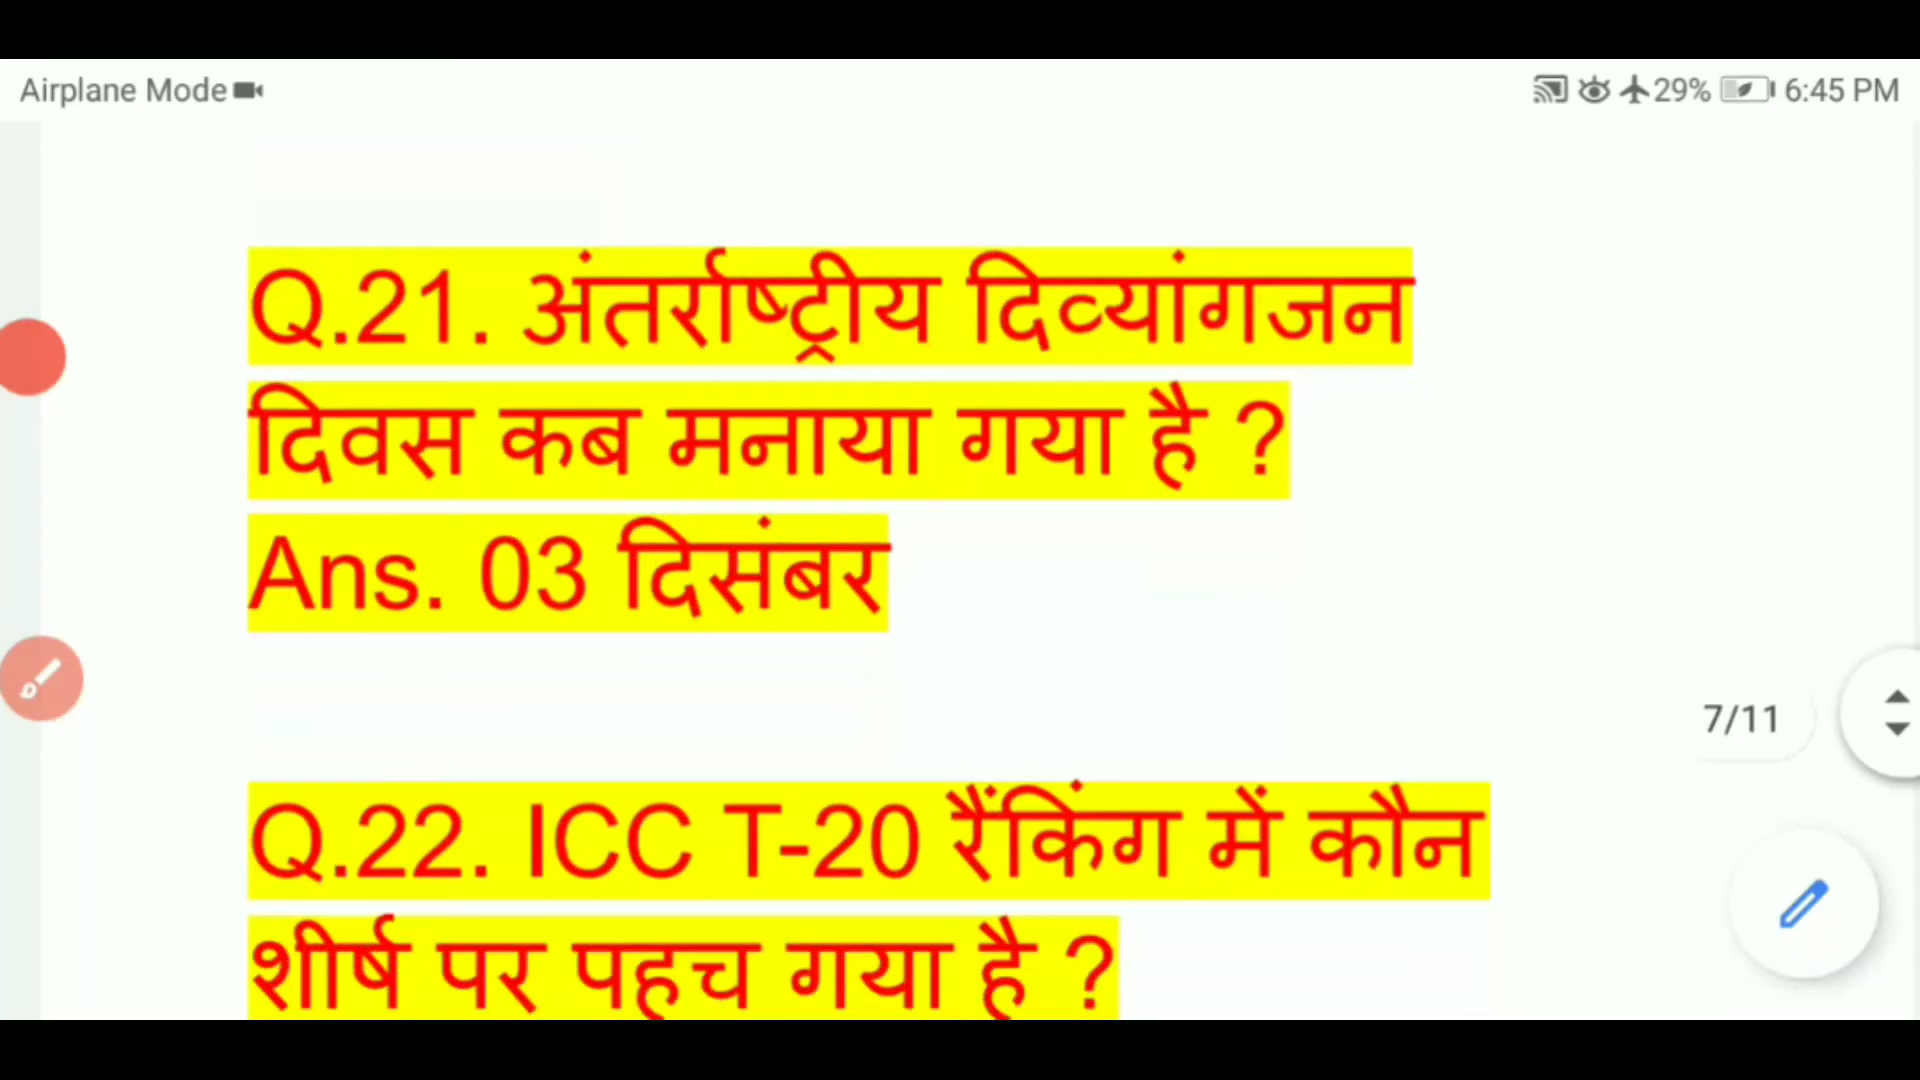 Airplane Mode
29% 6:45 PM
Q.21. अंतर्राष्ट्रीय दिव्यांगजन
दिवस कब मनाया गया है ?
Ans. 03 दिसंबर
7/11
Q.22. ICC T-20 रैंकिंग में कौन
शीर्ष पर पहच गया है ?